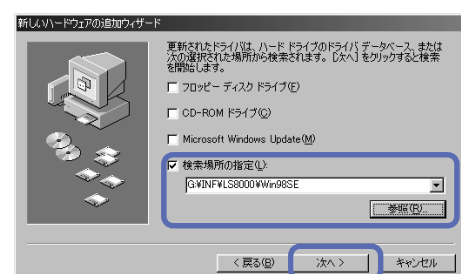 新しいハードウェアの追加ウィザード
更新されたドライバは、ハード ドライブのドライバ データベース、または
次の選択された場所から検索されます。[次へ] をクリックすると検索
を開始します。
フロッピー ディスク ドライブ(F)
CD-ROM ドライブ(C)
Microsoft Windows Update(M)
検索場所の指定(L):
G:¥INF¥LS8000¥Win98SE
参照(R)...
< 戻る(B)
次へ >
キャンセル